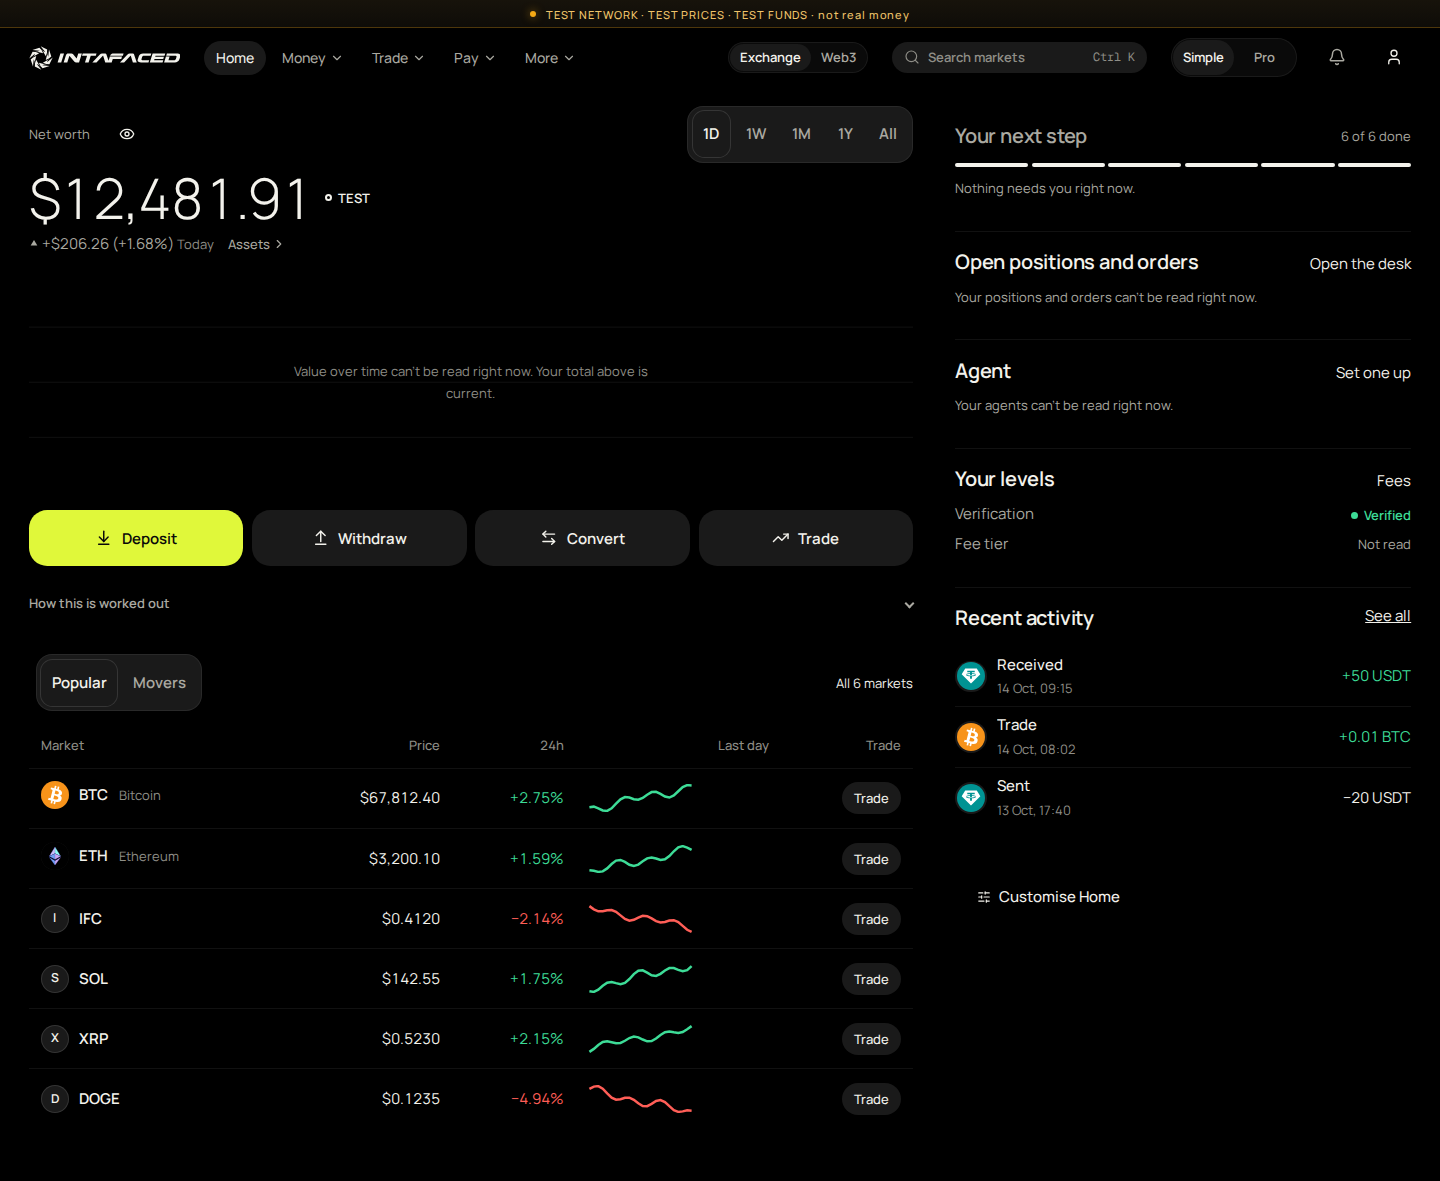 TEST NETWORK · TEST PRICES · TEST FUNDS · not real money
INTAFACED
Home
Money
Trade
Pay
More
Exchange
Web3
Search markets
Ctrl K
Simple
Pro
Net worth
1D
1W
1M
1Y
All
$12,481.91
TEST
+$206.26 (+1.68%) Today
Assets
Value over time can't be read right now. Your total above is
current.
Deposit
Withdraw
Convert
Trade
How this is worked out
Popular
Movers
All 6 markets
Market
Price
24h
Last day
Trade
BTC Bitcoin
$67,812.40
+2.75%
Trade
ETH Ethereum
$3,200.10
+1.59%
Trade
I
IFC
$0.4120
−2.14%
Trade
S
SOL
$142.55
+1.75%
Trade
X
XRP
$0.5230
+2.15%
Trade
D
DOGE
$0.1235
−4.94%
Trade
Your next step
6 of 6 done
Nothing needs you right now.
Open positions and orders
Open the desk
Your positions and orders can't be read right now.
Agent
Set one up
Your agents can't be read right now.
Your levels
Fees
Verification
Verified
Fee tier
Not read
Recent activity
See all
Received
14 Oct, 09:15
+50 USDT
Trade
14 Oct, 08:02
+0.01 BTC
Sent
13 Oct, 17:40
−20 USDT
Customise Home